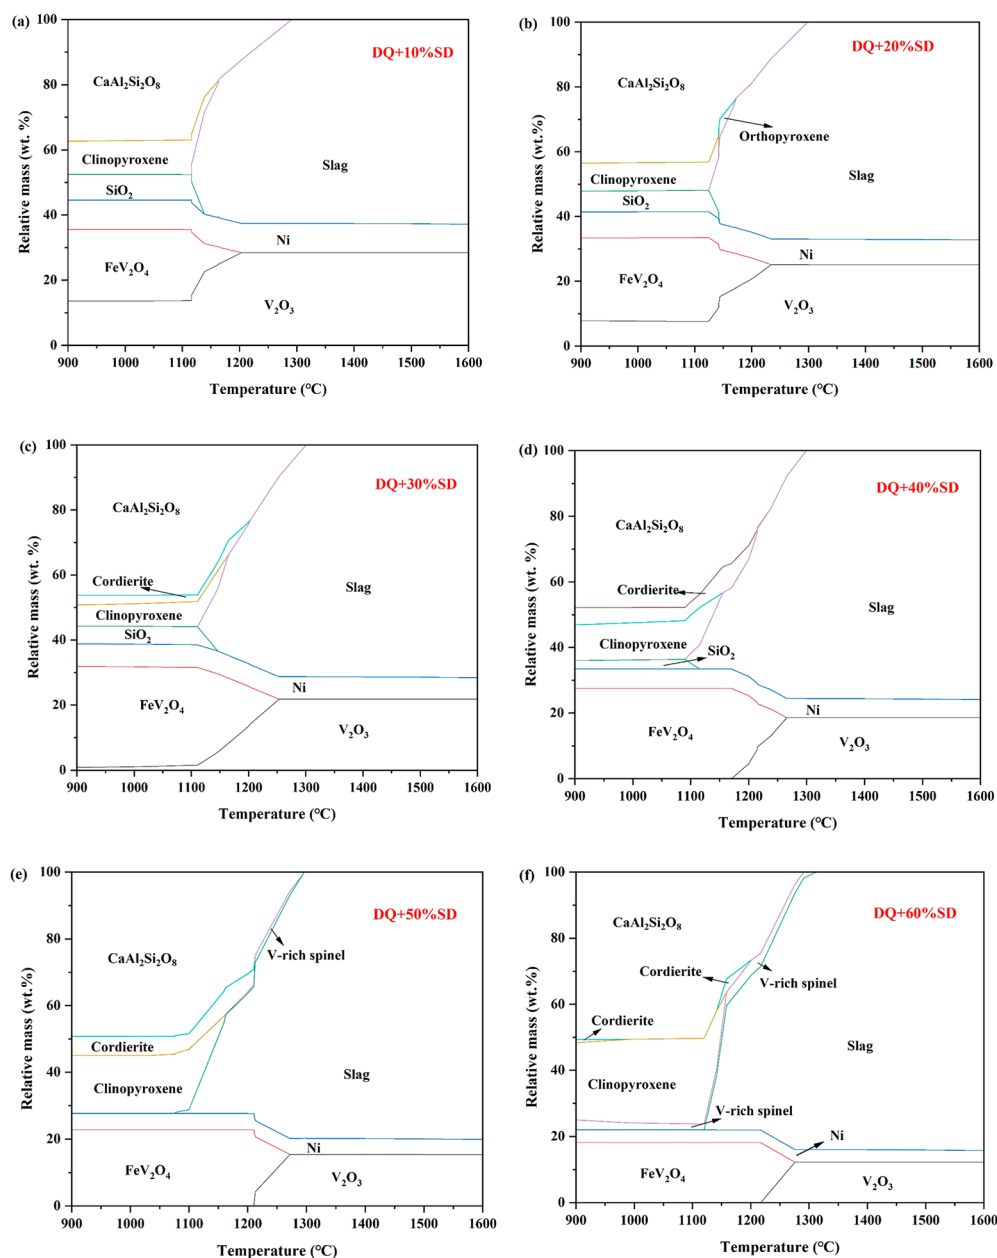 (a)
DQ+10%SD
CaAl₂Si₂O₈
Clinopyroxene
SiO₂
Slag
Ni
FeV₂O₄
V₂O₃
Relative mass (wt. %)
0 20 40 60 80 100
900 1000 1100 1200 1300 1400 1500 1600
Temperature (℃)
(b)
DQ+20%SD
CaAl₂Si₂O₈
Orthopyroxene
Clinopyroxene
Slag
SiO₂
Ni
FeV₂O₄
V₂O₃
Relative mass (wt.%)
0 20 40 60 80 100
900 1000 1100 1200 1300 1400 1500 1600
Temperature (℃)
(c)
DQ+30%SD
CaAl₂Si₂O₈
Cordierite
Slag
Clinopyroxene
SiO₂
Ni
FeV₂O₄
V₂O₃
Relative mass (wt. %)
0 20 40 60 80 100
900 1000 1100 1200 1300 1400 1500 1600
Temperature (℃)
(d)
DQ+40%SD
CaAl₂Si₂O₈
Cordierite
Slag
Clinopyroxene
SiO₂
Ni
FeV₂O₄
V₂O₃
Relative mass (wt. %)
0 20 40 60 80 100
900 1000 1100 1200 1300 1400 1500 1600
Temperature (℃)
(e)
DQ+50%SD
V-rich spinel
CaAl₂Si₂O₈
Cordierite
Slag
Clinopyroxene
Ni
FeV₂O₄
V₂O₃
Relative mass (wt.%)
0 20 40 60 80 100
900 1000 1100 1200 1300 1400 1500 1600
Temperature (℃)
(f)
DQ+60%SD
CaAl₂Si₂O₈
Cordierite
V-rich spinel
Cordierite
Slag
Clinopyroxene
V-rich spinel
Ni
FeV₂O₄
V₂O₃
Relative mass (wt.%)
0 20 40 60 80 100
900 1000 1100 1200 1300 1400 1500 1600
Temperature (℃)